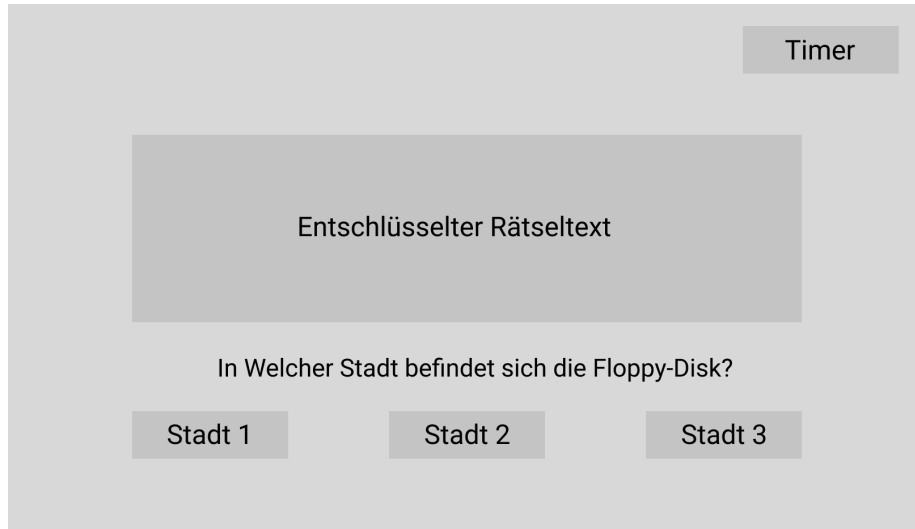 Timer
Entschlüsselter Rätseltext
In Welcher Stadt befindet sich die Floppy-Disk?
Stadt 1
Stadt 2
Stadt 3